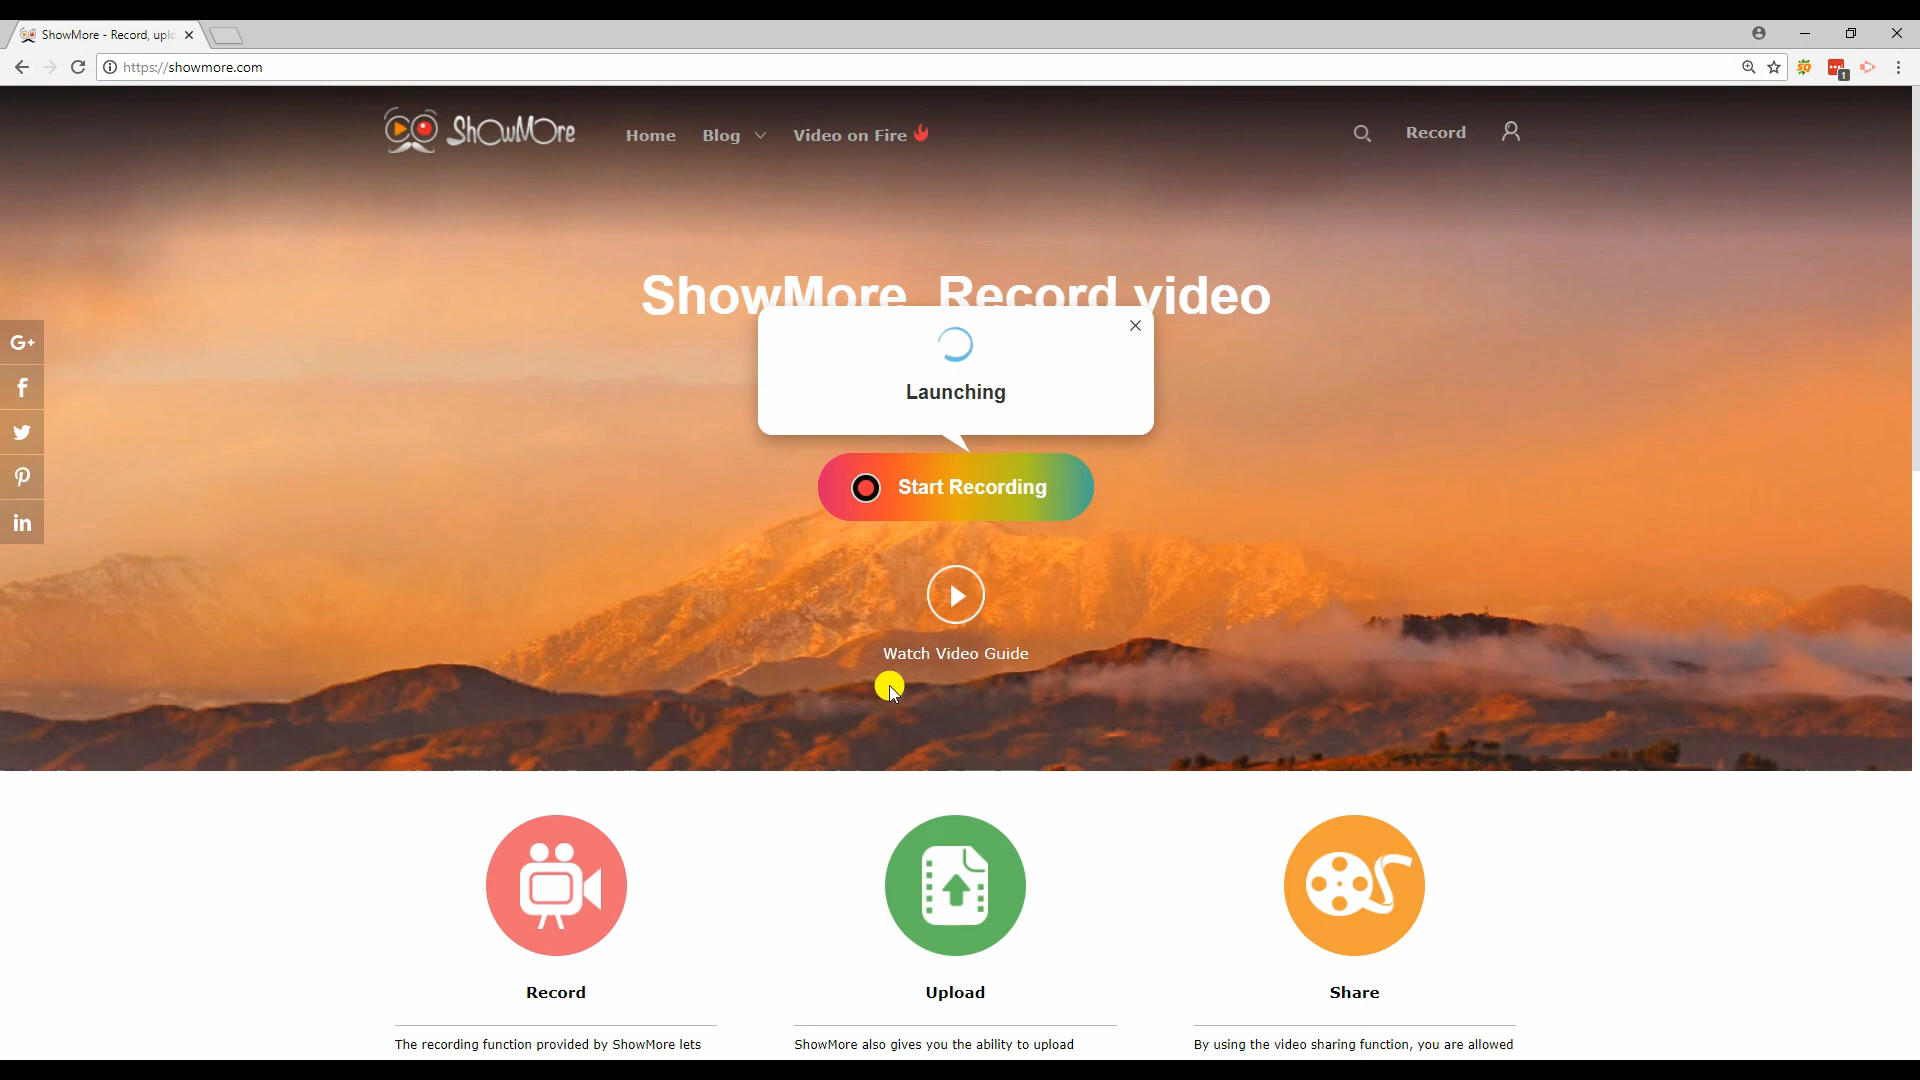 ShowMore - Record, uplo
https://showmore.com
1
ShowMore
Home
Blog
Video on Fire
Record
ShowMore, Record video
Launching
Start Recording
Watch Video Guide
G+
f
in
Record
Upload
Share
The recording function provided by ShowMore lets
ShowMore also gives you the ability to upload
By using the video sharing function, you are allowed